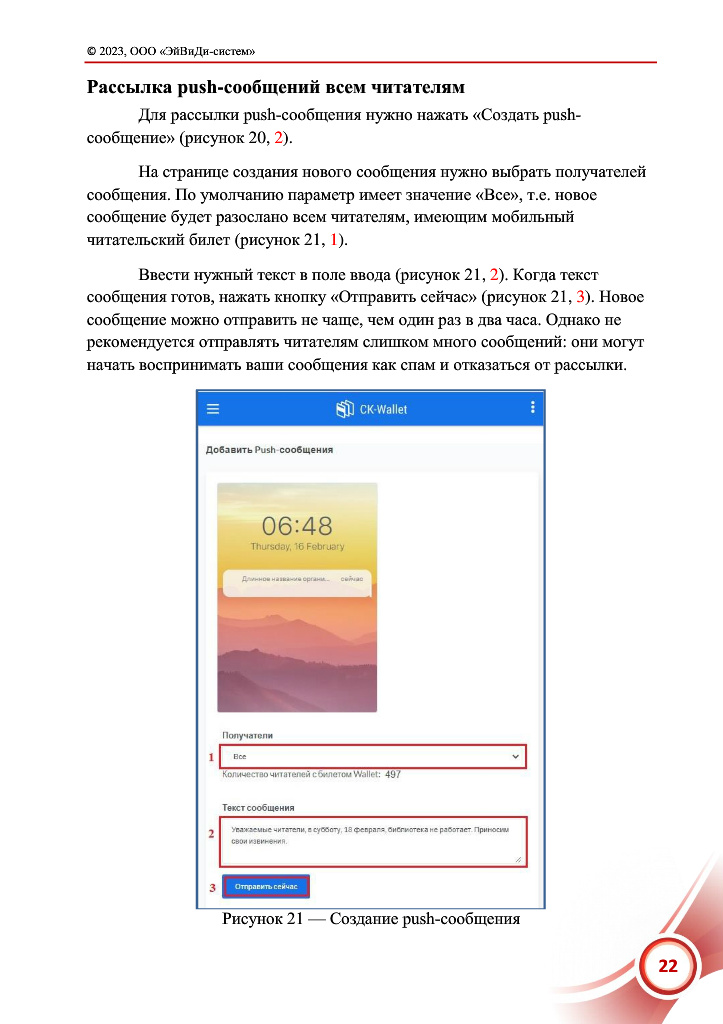 © 2023, ООО «ЭйВиДи-систем»
Рассылка push-сообщений всем читателям
Для рассылки push-сообщения нужно нажать «Создать push-
сообщение» (рисунок 20, 2).
На странице создания нового сообщения нужно выбрать получателей
сообщения. По умолчанию параметр имеет значение «Все», т.е. новое
сообщение будет разослано всем читателям, имеющим мобильный
читательский билет (рисунок 21, 1).
Ввести нужный текст в поле ввода (рисунок 21, 2). Когда текст
сообщения готов, нажать кнопку «Отправить сейчас» (рисунок 21, 3). Новое
сообщение можно отправить не чаще, чем один раз в два часа. Однако не
рекомендуется отправлять читателям слишком много сообщений: они могут
начать воспринимать ваши сообщения как спам и отказаться от рассылки.
CK-Wallet
Добавить Push-сообщения
06:48
Thursday, 16 February
Длинное название органи... сейчас
Получатели
1 Все
Количество читателей с билетом Wallet: 497
Текст сообщения
2 Уважаемые читатели, в субботу, 18 февраля, библиотека не работает. Приносим
свои извинения.
3 Отправить сейчас
Рисунок 21 — Создание push-сообщения
22